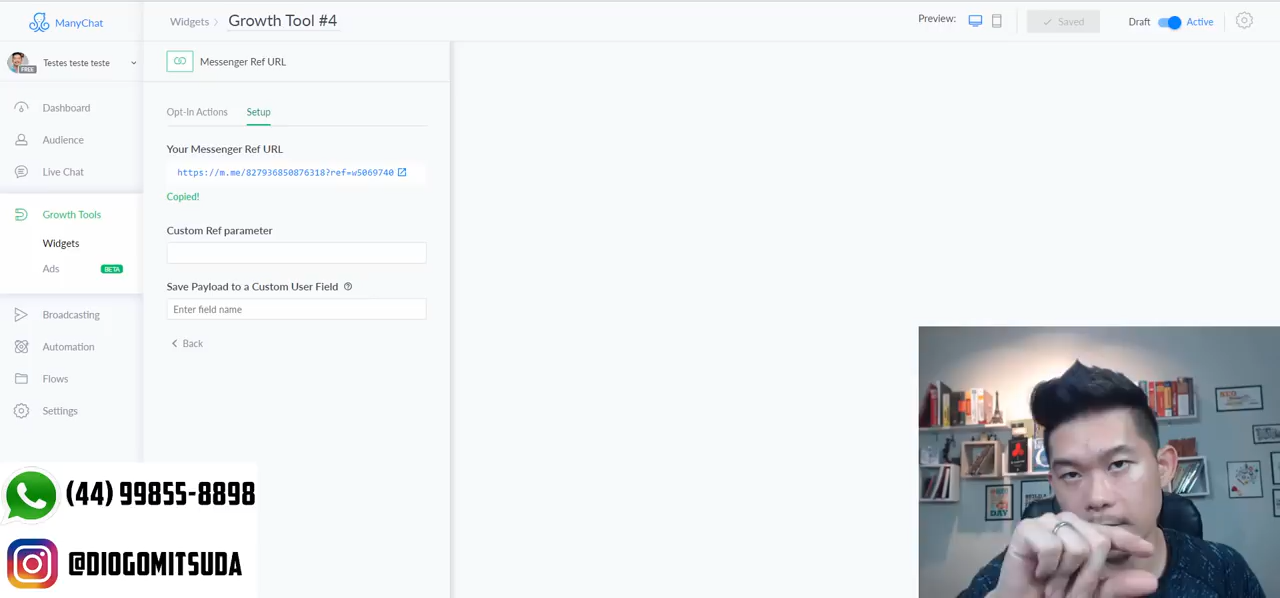 ManyChat
Widgets › Growth Tool #4
Preview:
Saved
Draft
Active
FREE
Testes teste teste
Messenger Ref URL
Dashboard
Audience
Live Chat
Growth Tools
Widgets
Ads BETA
Broadcasting
Automation
Flows
Settings
Opt-In Actions Setup
Your Messenger Ref URL
https://m.me/827936850876318?ref=w5069740
Copied!
Custom Ref parameter
Save Payload to a Custom User Field
Enter field name
Back
(44) 99855-8898
@DIOGOMITSUDA
DAY